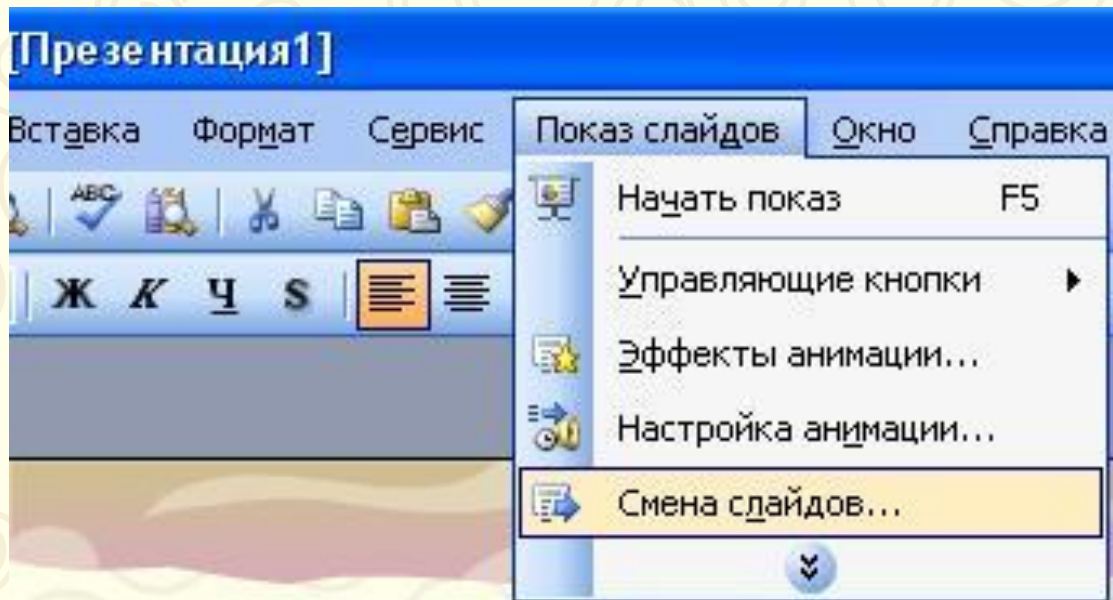 [Презентация1]
Вставка Формат Сервис Показ слайдов Окно Справка
ABC
Ж К Ч S
Начать показ F5
Управляющие кнопки
Эффекты анимации...
Настройка анимации...
Смена слайдов...